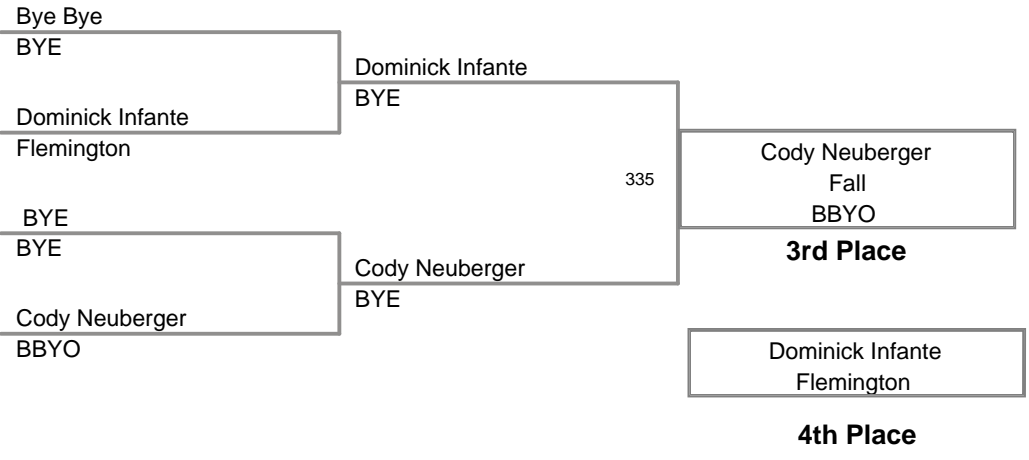 Bye Bye
BYE
Dominick Infante
BYE
Dominick Infante
Flemington
335
Cody Neuberger
Fall
BBYO
3rd Place
BYE
BYE
Cody Neuberger
BYE
Cody Neuberger
BBYO
Dominick Infante
Flemington
4th Place